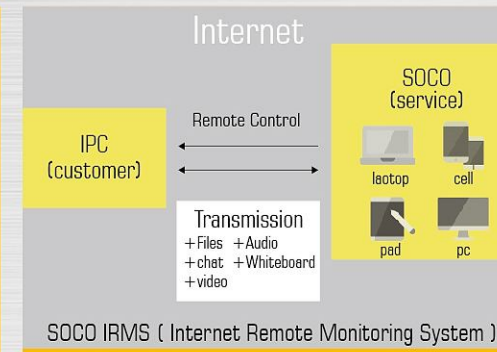 Internet
SOCO
(service)
Remote Control
IPC
(customer)
laotop
cell
Transmission
+Files +Audio
+chat +Whiteboard
+video
pad
pc
SOCO IRMS ( Internet Remote Monitoring System )